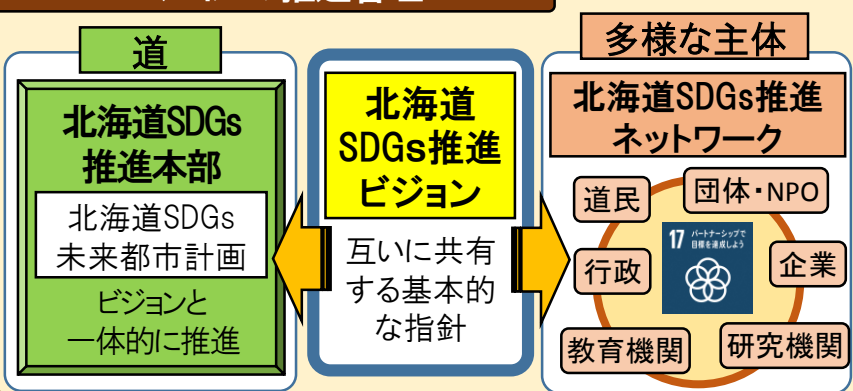 道
北海道SDGs
推進本部
北海道SDGs
未来都市計画
ビジョンと
一体的に推進
北海道
SDGs推進
ビジョン
互いに共有
する基本的
な指針
多様な主体
北海道SDGs推進
ネットワーク
道民
団体・NPO
行政
17 パートナーシップで
目標を達成しよう
企業
教育機関
研究機関